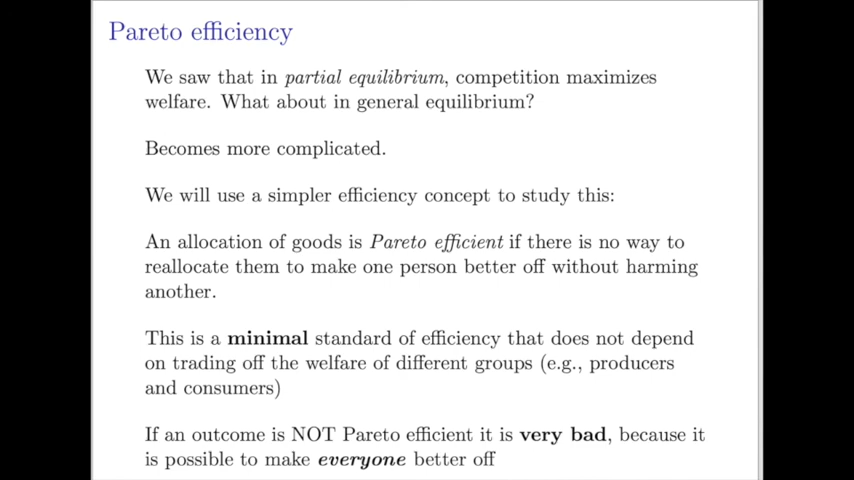 Pareto efficiency
We saw that in partial equilibrium, competition maximizes
welfare. What about in general equilibrium?
Becomes more complicated.
We will use a simpler efficiency concept to study this:
An allocation of goods is Pareto efficient if there is no way to
reallocate them to make one person better off without harming
another.
This is a minimal standard of efficiency that does not depend
on trading off the welfare of different groups (e.g., producers
and consumers)
If an outcome is NOT Pareto efficient it is very bad, because it
is possible to make everyone better off